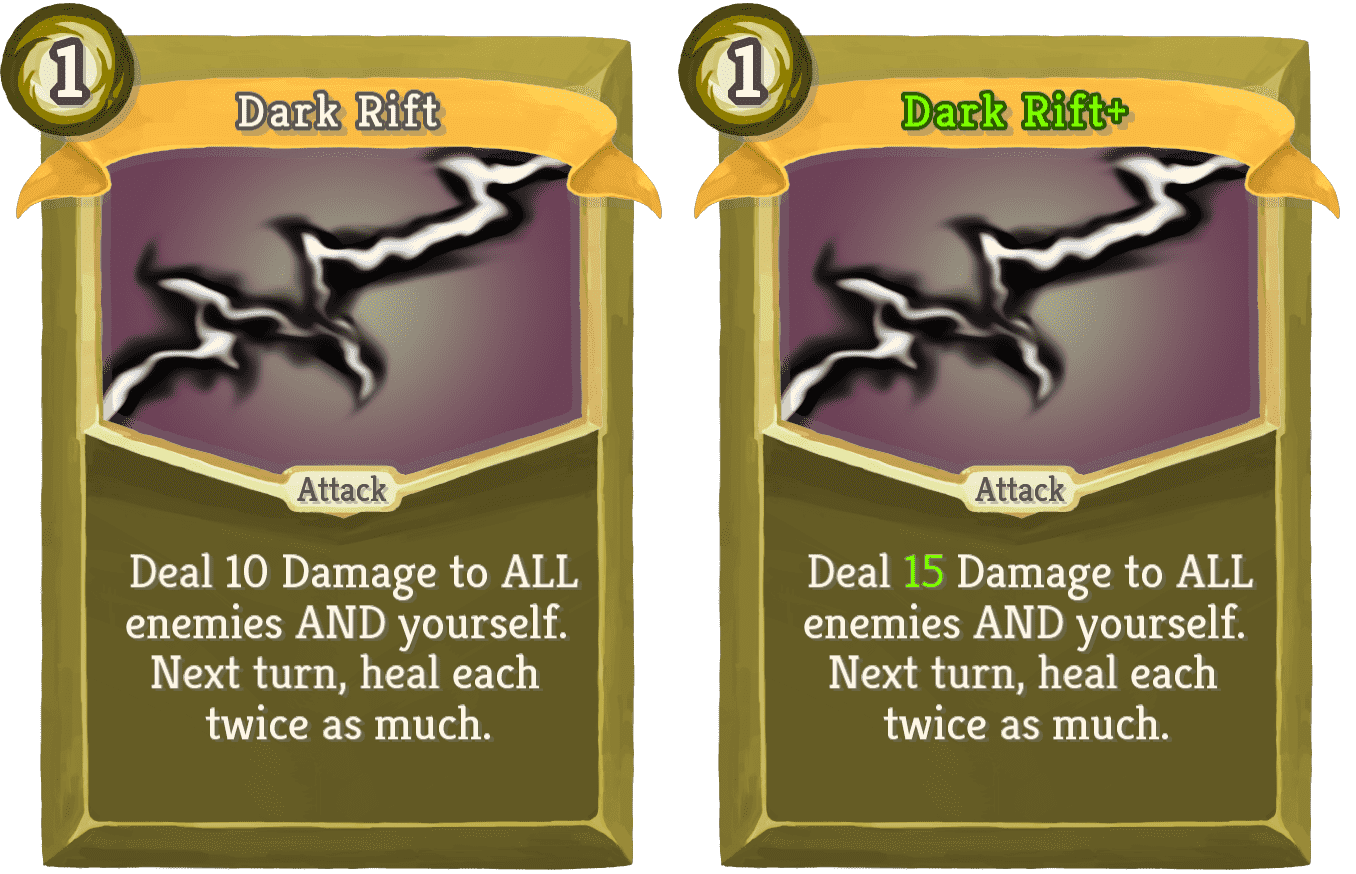 1
Dark Rift
Attack
Deal 10 Damage to ALL
enemies AND yourself.
Next turn, heal each
twice as much.
1
Dark Rift+
Attack
Deal 15 Damage to ALL
enemies AND yourself.
Next turn, heal each
twice as much.